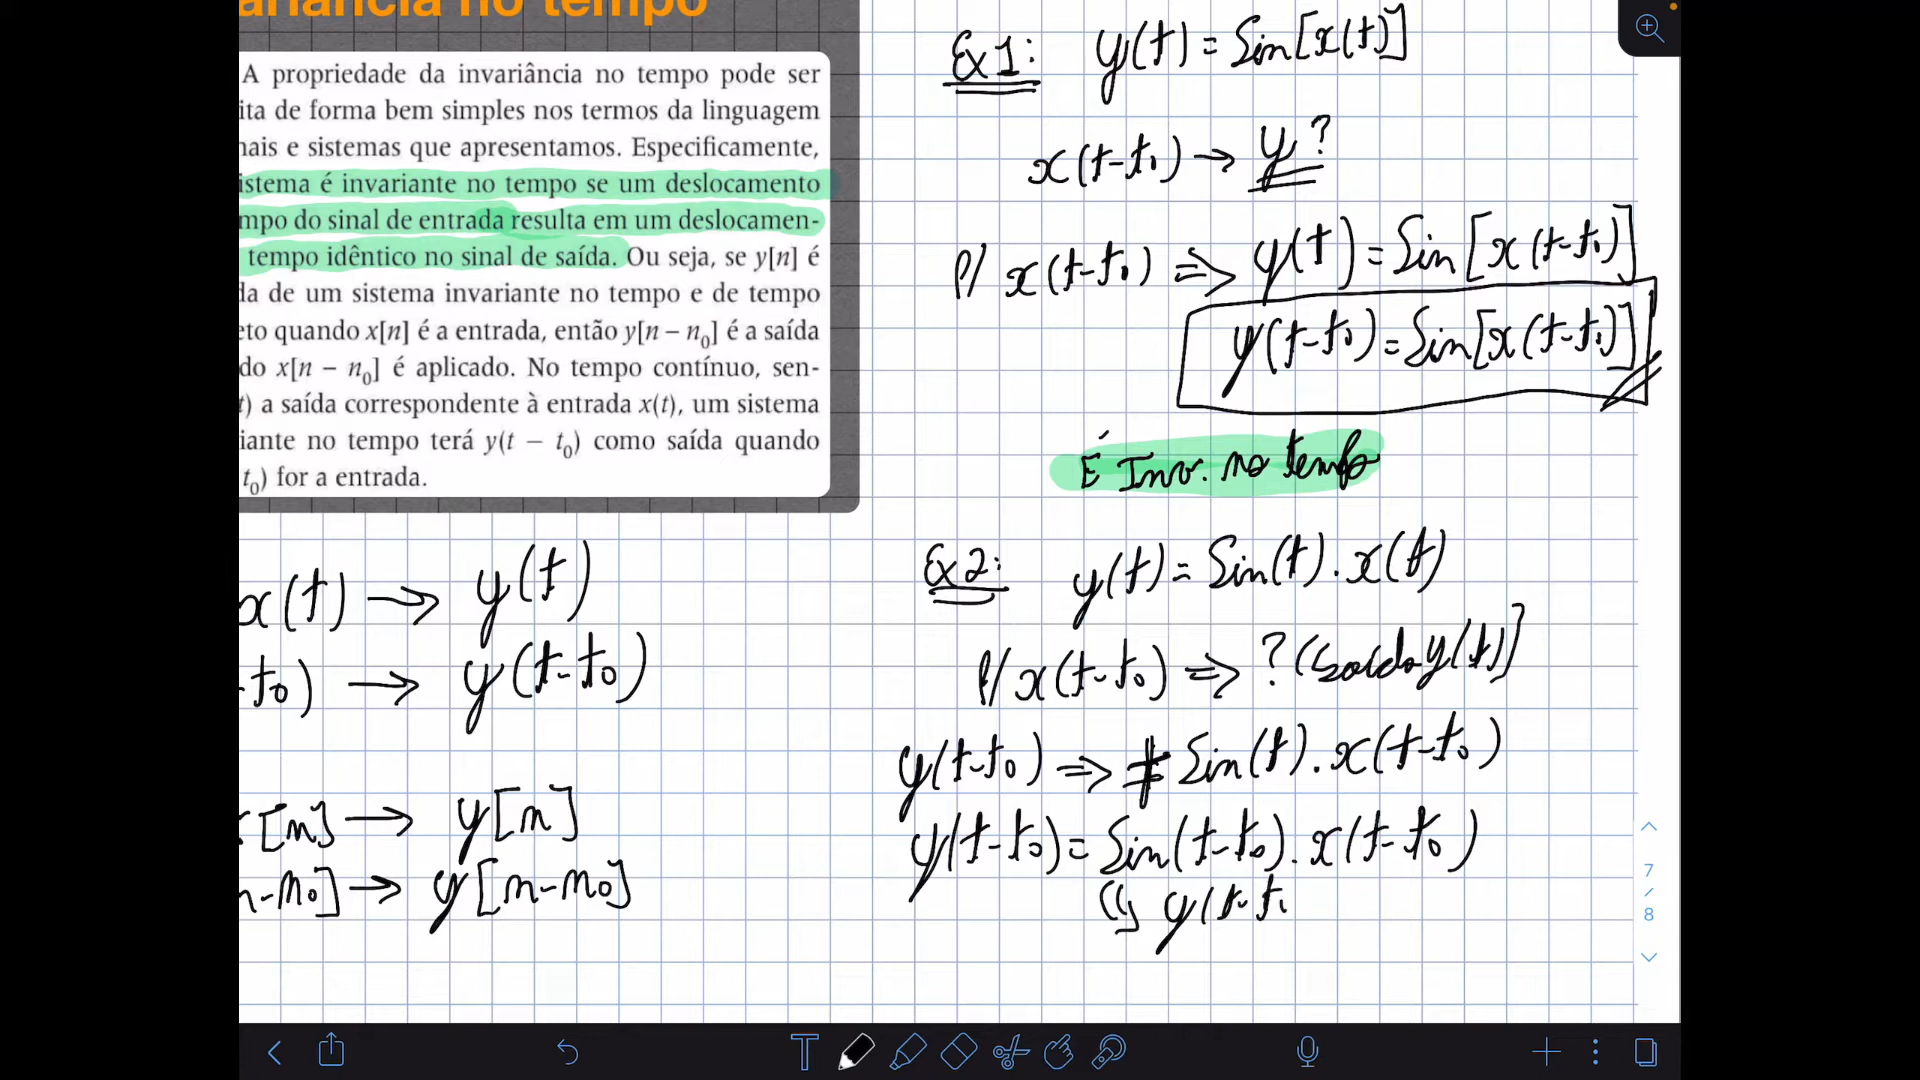 ariância no tempo
A propriedade da invariância no tempo pode ser
ita de forma bem simples nos termos da linguagem
nais e sistemas que apresentamos. Especificamente,
istema é invariante no tempo se um deslocamento
mpo do sinal de entrada resulta em um deslocamen-
tempo idêntico no sinal de saída. Ou seja, se y[n] é
da de um sistema invariante no tempo e de tempo
eto quando x[n] é a entrada, então y[n − n₀] é a saída
do x[n − n₀] é aplicado. No tempo contínuo, sen-
t) a saída correspondente à entrada x(t), um sistema
iante no tempo terá y(t − t₀) como saída quando
t₀) for a entrada.
x(t) → y(t)
-t₀) → y(t-t₀)
[n] → y[n]
n-n₀] → y[n-n₀]
Ex1: y(t) = Sin[x(t)]
x(t-t₀) → y?
P/ x(t-t₀) ⇒ y(t) = Sin[x(t-t₀)]
y(t-t₀) = Sin[x(t-t₀)]
É Inv. no tempo
Ex2: y(t) = Sin(t).x(t)
P/ x(t-t₀) ⇒ ? (saída y(t))
y(t-t₀) ⇒ ≠ Sin(t).x(t-t₀)
y(t-t₀) = Sin(t-t₀).x(t-t₀)
y(t-t
7
/
8
T